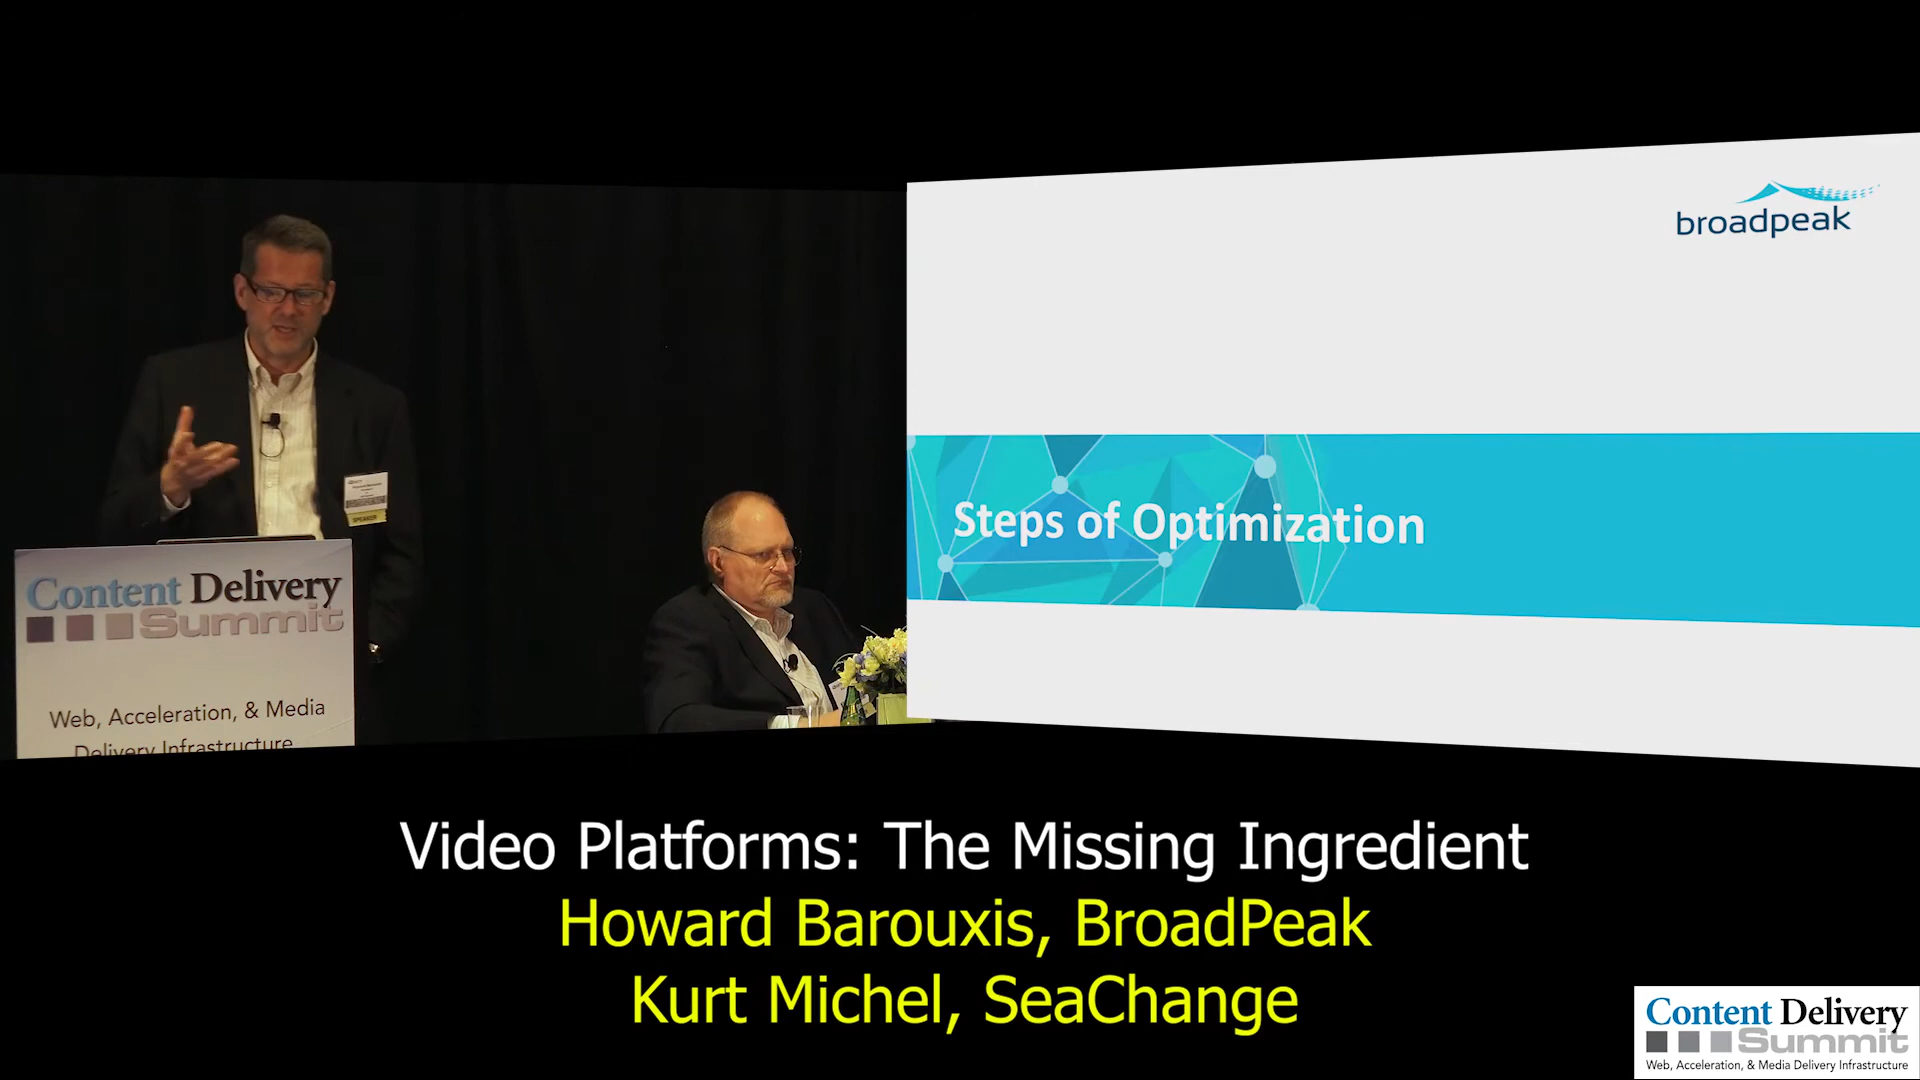 broadpeak
Steps of Optimization
SPEAKER
Content Delivery
Summit
Web, Acceleration, & Media
Delivery Infrastructure
Video Platforms: The Missing Ingredient
Howard Barouxis, BroadPeak
Kurt Michel, SeaChange
Content Delivery
Summit
Web, Acceleration, & Media Delivery Infrastructure